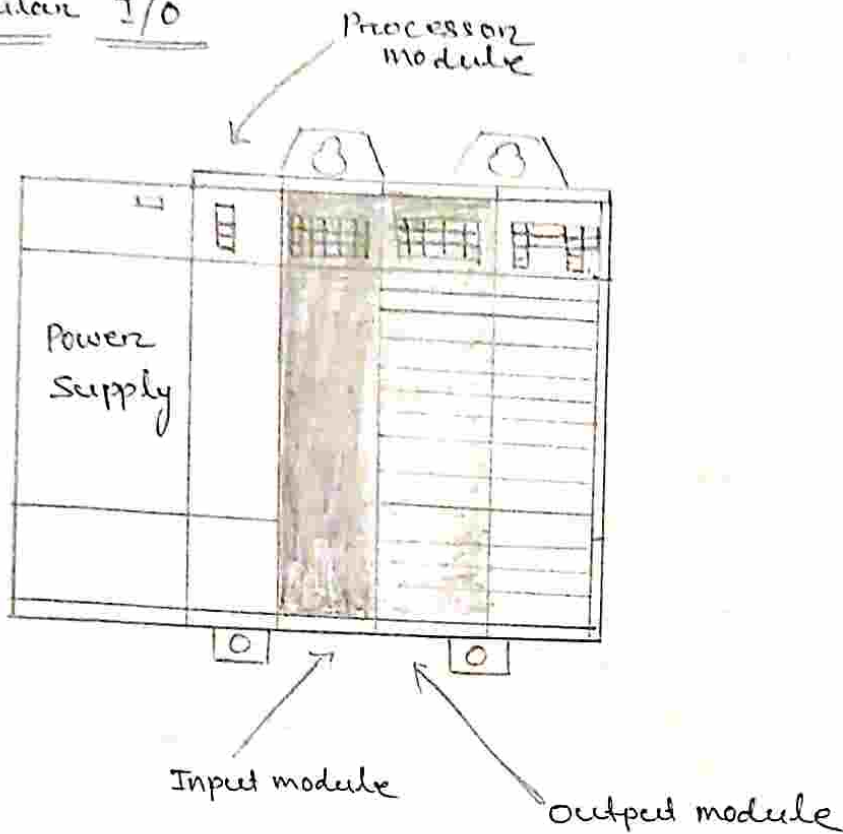 I/O
Processor
module
Power
Supply
Input module
Output module